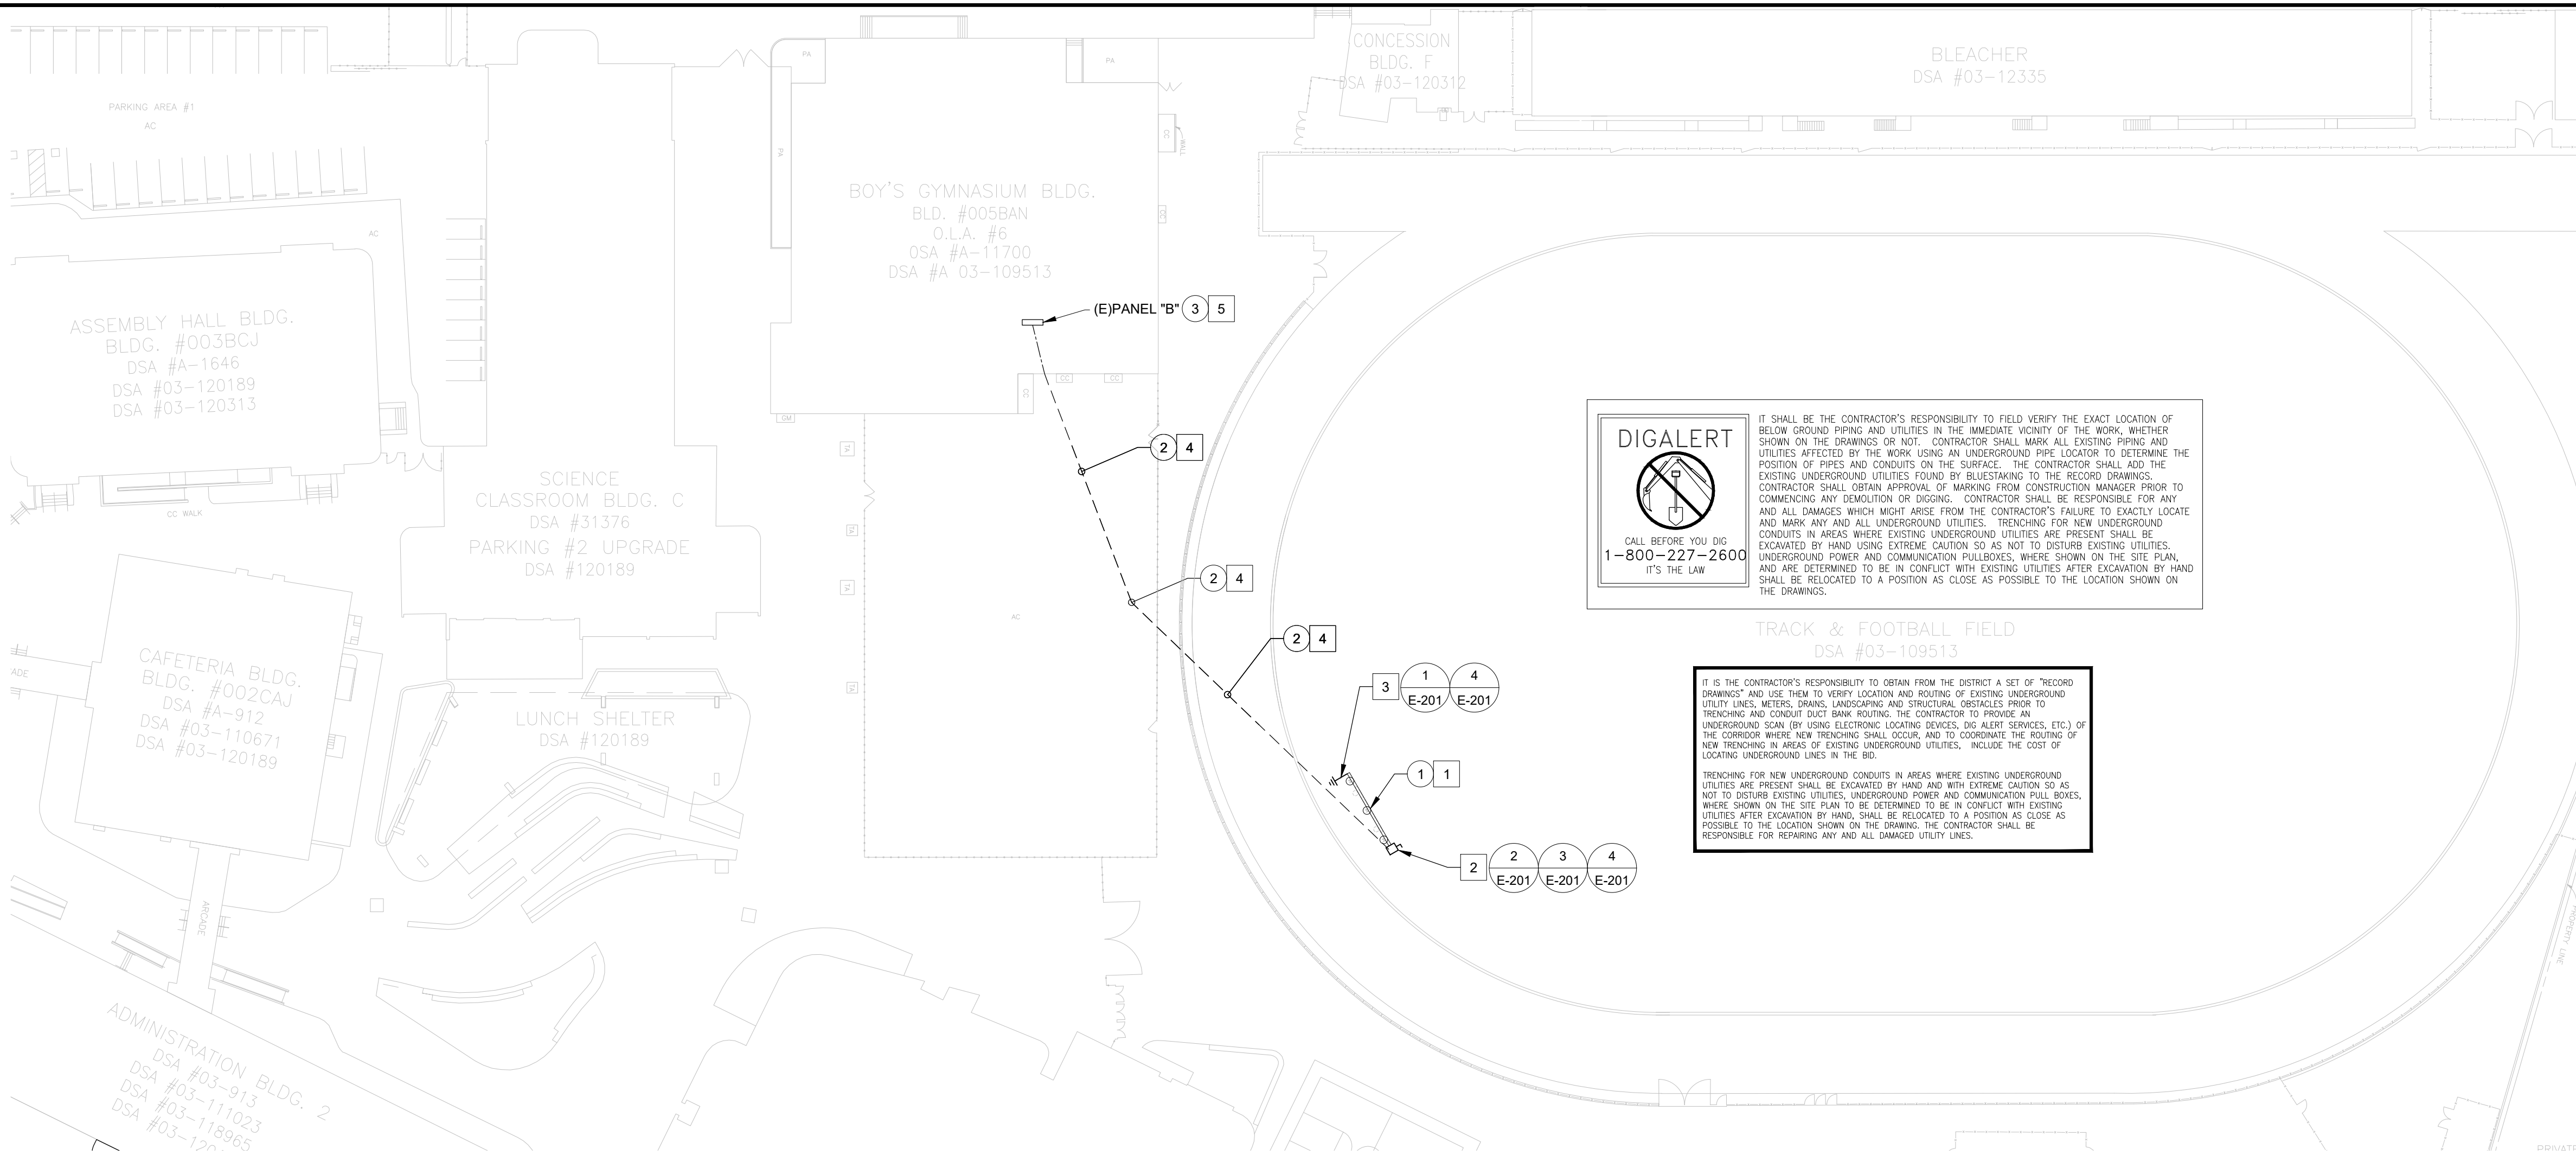 PARKING AREA #1
AC
AC
ASSEMBLY HALL BLDG.
BLDG. #003BCJ
DSA #A-1646
DSA #03-120189
DSA #03-120313
CC WALK
SCIENCE
CLASSROOM BLDG. C
DSA #31376
PARKING #2 UPGRADE
DSA #120189
CAFETERIA BLDG.
BLDG. #002CAJ
DSA #A-912
DSA #03-110671
DSA #03-120189
ADE
ARCADE
LUNCH SHELTER
DSA #120189
ADMINISTRATION BLDG. 2
DSA #03-913
DSA #03-111023
DSA #03-118965
DSA #03-120
PA
PA
PA
BOY'S GYMNASIUM BLDG.
BLD. #005BAN
O.L.A. #6
OSA #A-11700
DSA #A 03-109513
CC
WALL
CC
(E)PANEL "B" 3 5
CC
CC
CC
GM
TA
TA
TA
TA
AC
2 4
2 4
2 4
3
1 4
E-201 E-201
1 1
2
2 3 4
E-201 E-201 E-201
CONCESSION
BLDG. F
DSA #03-120312
BLEACHER
DSA #03-12335
DIGALERT
CALL BEFORE YOU DIG
1-800-227-2600
IT'S THE LAW
IT SHALL BE THE CONTRACTOR'S RESPONSIBILITY TO FIELD VERIFY THE EXACT LOCATION OF
BELOW GROUND PIPING AND UTILITIES IN THE IMMEDIATE VICINITY OF THE WORK, WHETHER
SHOWN ON THE DRAWINGS OR NOT. CONTRACTOR SHALL MARK ALL EXISTING PIPING AND
UTILITIES AFFECTED BY THE WORK USING AN UNDERGROUND PIPE LOCATOR TO DETERMINE THE
POSITION OF PIPES AND CONDUITS ON THE SURFACE. THE CONTRACTOR SHALL ADD THE
EXISTING UNDERGROUND UTILITIES FOUND BY BLUESTAKING TO THE RECORD DRAWINGS.
CONTRACTOR SHALL OBTAIN APPROVAL OF MARKING FROM CONSTRUCTION MANAGER PRIOR TO
COMMENCING ANY DEMOLITION OR DIGGING. CONTRACTOR SHALL BE RESPONSIBLE FOR ANY
AND ALL DAMAGES WHICH MIGHT ARISE FROM THE CONTRACTOR'S FAILURE TO EXACTLY LOCATE
AND MARK ANY AND ALL UNDERGROUND UTILITIES. TRENCHING FOR NEW UNDERGROUND
CONDUITS IN AREAS WHERE EXISTING UNDERGROUND UTILITIES ARE PRESENT SHALL BE
EXCAVATED BY HAND USING EXTREME CAUTION SO AS NOT TO DISTURB EXISTING UTILITIES.
UNDERGROUND POWER AND COMMUNICATION PULLBOXES, WHERE SHOWN ON THE SITE PLAN,
AND ARE DETERMINED TO BE IN CONFLICT WITH EXISTING UTILITIES AFTER EXCAVATION BY HAND
SHALL BE RELOCATED TO A POSITION AS CLOSE AS POSSIBLE TO THE LOCATION SHOWN ON
THE DRAWINGS.
TRACK & FOOTBALL FIELD
DSA #03-109513
IT IS THE CONTRACTOR'S RESPONSIBILITY TO OBTAIN FROM THE DISTRICT A SET OF "RECORD
DRAWINGS" AND USE THEM TO VERIFY LOCATION AND ROUTING OF EXISTING UNDERGROUND
UTILITY LINES, METERS, DRAINS, LANDSCAPING AND STRUCTURAL OBSTACLES PRIOR TO
TRENCHING AND CONDUIT DUCT BANK ROUTING. THE CONTRACTOR TO PROVIDE AN
UNDERGROUND SCAN (BY USING ELECTRONIC LOCATING DEVICES, DIG ALERT SERVICES, ETC.) OF
THE CORRIDOR WHERE NEW TRENCHING SHALL OCCUR, AND TO COORDINATE THE ROUTING OF
NEW TRENCHING IN AREAS OF EXISTING UNDERGROUND UTILITIES, INCLUDE THE COST OF
LOCATING UNDERGROUND LINES IN THE BID.
TRENCHING FOR NEW UNDERGROUND CONDUITS IN AREAS WHERE EXISTING UNDERGROUND
UTILITIES ARE PRESENT SHALL BE EXCAVATED BY HAND AND WITH EXTREME CAUTION SO AS
NOT TO DISTURB EXISTING UTILITIES, UNDERGROUND POWER AND COMMUNICATION PULL BOXES,
WHERE SHOWN ON THE SITE PLAN TO BE DETERMINED TO BE IN CONFLICT WITH EXISTING
UTILITIES AFTER EXCAVATION BY HAND, SHALL BE RELOCATED TO A POSITION AS CLOSE AS
POSSIBLE TO THE LOCATION SHOWN ON THE DRAWING. THE CONTRACTOR SHALL BE
RESPONSIBLE FOR REPAIRING ANY AND ALL DAMAGED UTILITY LINES.
PROPERTY LINE
PRIVATE